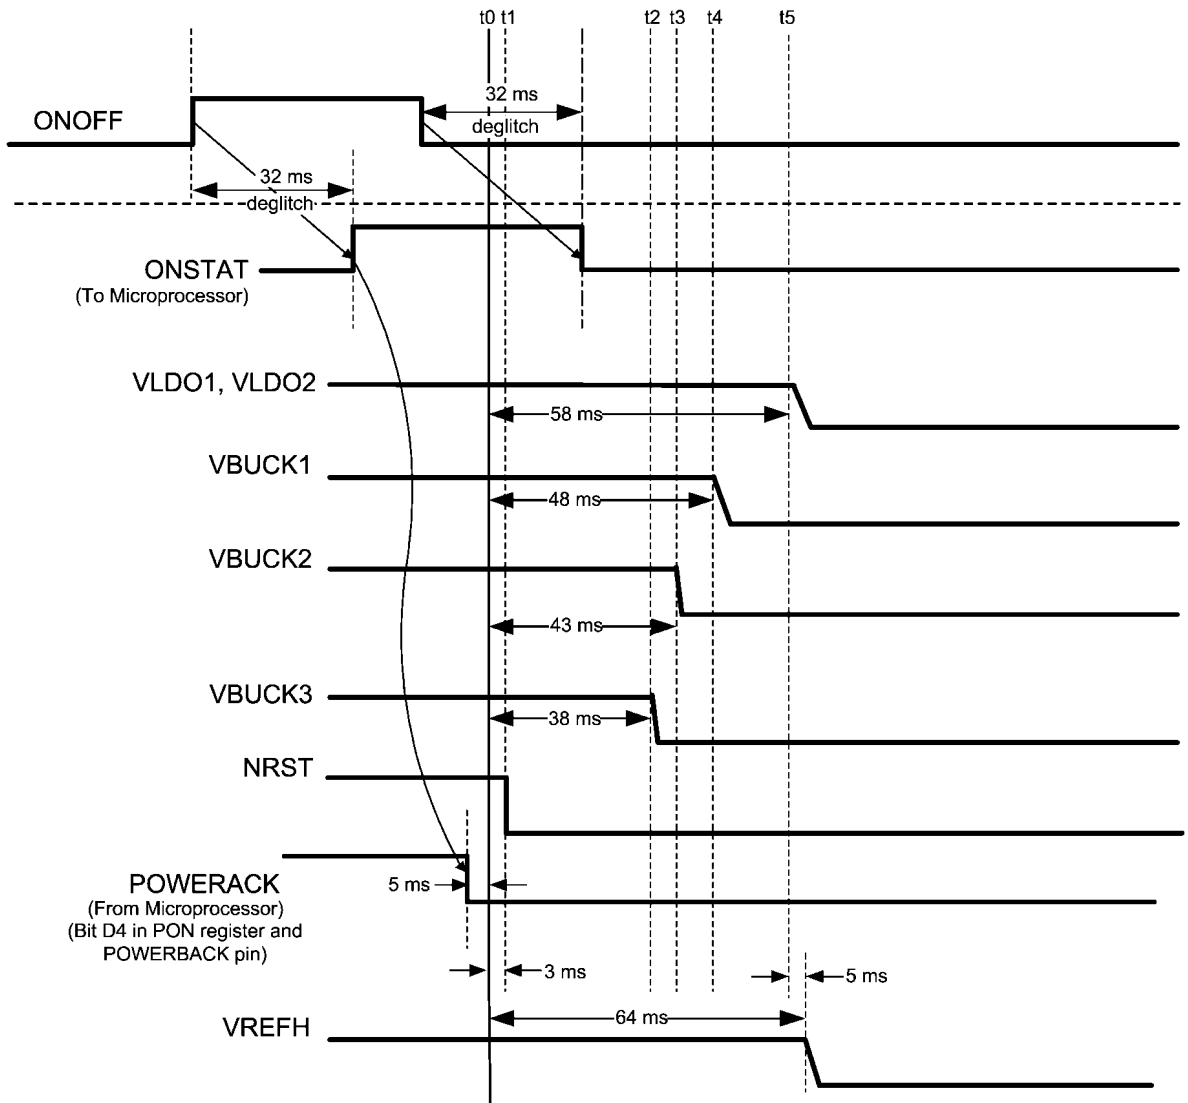 t0 t1 t2 t3 t4 t5
ONOFF
32 ms
deglitch
32 ms
deglitch
ONSTAT
(To Microprocessor)
VLDO1, VLDO2
58 ms
VBUCK1
48 ms
VBUCK2
43 ms
VBUCK3
38 ms
NRST
POWERACK
5 ms
(From Microprocessor)
(Bit D4 in PON register and
POWERBACK pin)
3 ms
5 ms
64 ms
VREFH